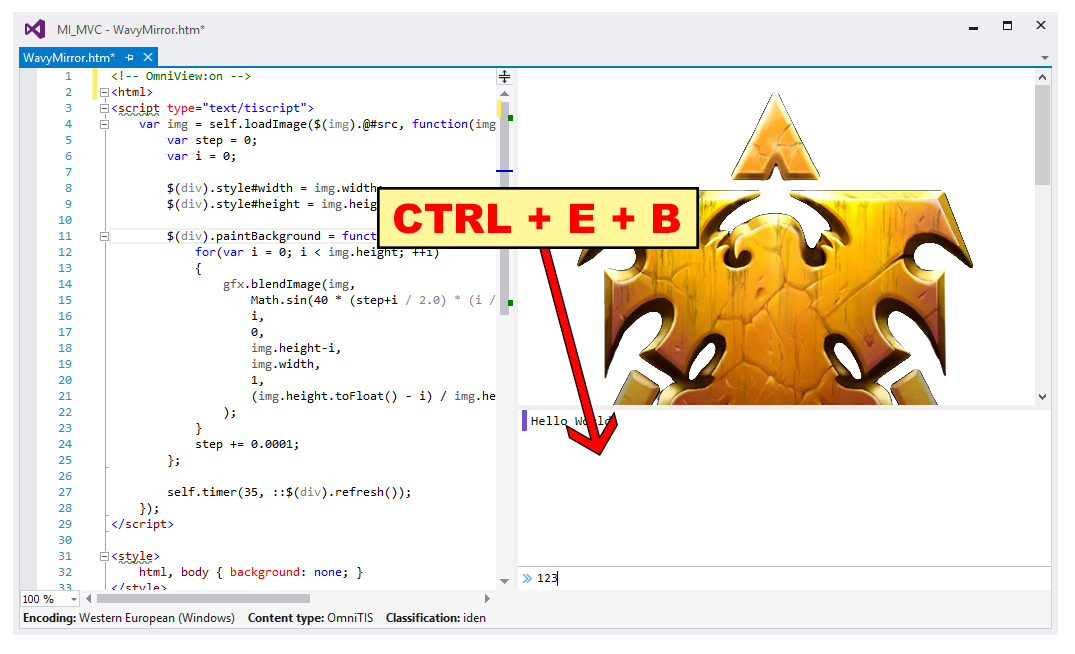 MI_MVC - WavyMirror.htm*
WavyMirror.htm*
1 <!-- OmniView:on -->
2 <html>
3 <script type="text/tiscript">
4 var img = self.loadImage($(img).@#src, function(img
5 var step = 0;
6 var i = 0;
7
8 $(div).style#width = img.width;
9 $(div).style#height = img.heig
10
11 $(div).paintBackground = funct
12 for(var i = 0; i < img.height; ++i)
13 {
14 gfx.blendImage(img,
15 Math.sin(40 * (step+i / 2.0) * (i /
16 i,
17 0,
18 img.height-i,
19 img.width,
20 1,
21 (img.height.toFloat() - i) / img.he
22 );
23 }
24 step += 0.0001;
25 };
26
27 self.timer(35, ::$(div).refresh());
28 });
29 </script>
30
31 <style>
32 html, body { background: none; }
33 </style>
CTRL + E + B
Hello World
» 123
100 %
Encoding: Western European (Windows) Content type: OmniTIS Classification: iden